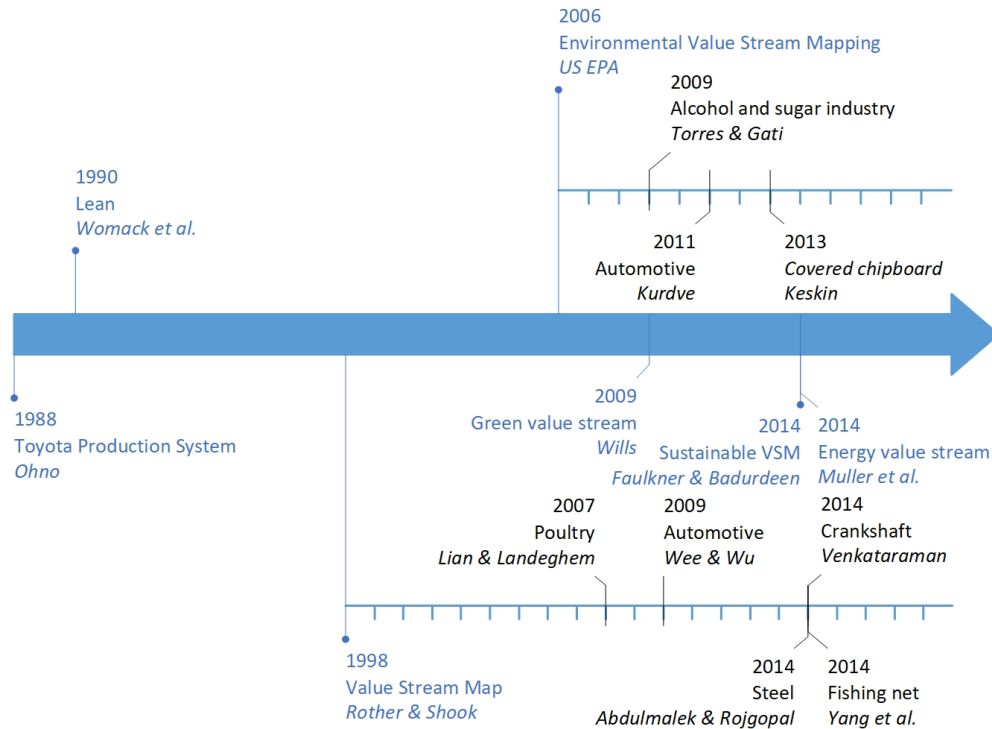 2006
Environmental Value Stream Mapping
US EPA
2009
Alcohol and sugar industry
Torres & Gati
1990
Lean
Womack et al.
2011
Automotive
Kurdve
2013
Covered chipboard
Keskin
1988
Toyota Production System
Ohno
2009
Green value stream
Wills
2014
Sustainable VSM
Faulkner & Badurdeen
2014
Energy value stream
Muller et al.
2007
Poultry
Lian & Landeghem
2009
Automotive
Wee & Wu
2014
Crankshaft
Venkataraman
1998
Value Stream Map
Rother & Shook
2014
Steel
Abdulmalek & Rojgopal
2014
Fishing net
Yang et al.